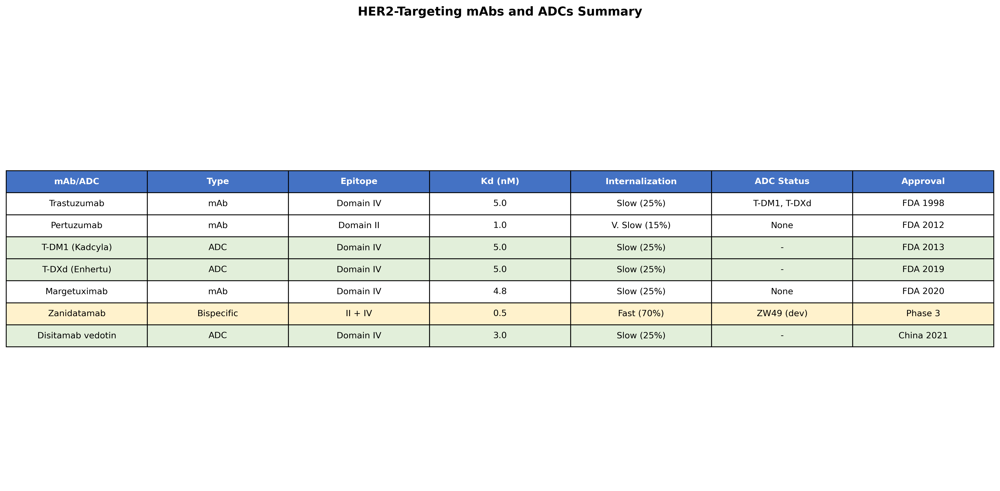 HER2-Targeting mAbs and ADCs Summary
mAb/ADC Type Epitope Kd (nM) Internalization ADC Status Approval
Trastuzumab mAb Domain IV 5.0 Slow (25%) T-DM1, T-DXd FDA 1998
Pertuzumab mAb Domain II 1.0 V. Slow (15%) None FDA 2012
T-DM1 (Kadcyla) ADC Domain IV 5.0 Slow (25%) - FDA 2013
T-DXd (Enhertu) ADC Domain IV 5.0 Slow (25%) - FDA 2019
Margetuximab mAb Domain IV 4.8 Slow (25%) None FDA 2020
Zanidatamab Bispecific II + IV 0.5 Fast (70%) ZW49 (dev) Phase 3
Disitamab vedotin ADC Domain IV 3.0 Slow (25%) - China 2021